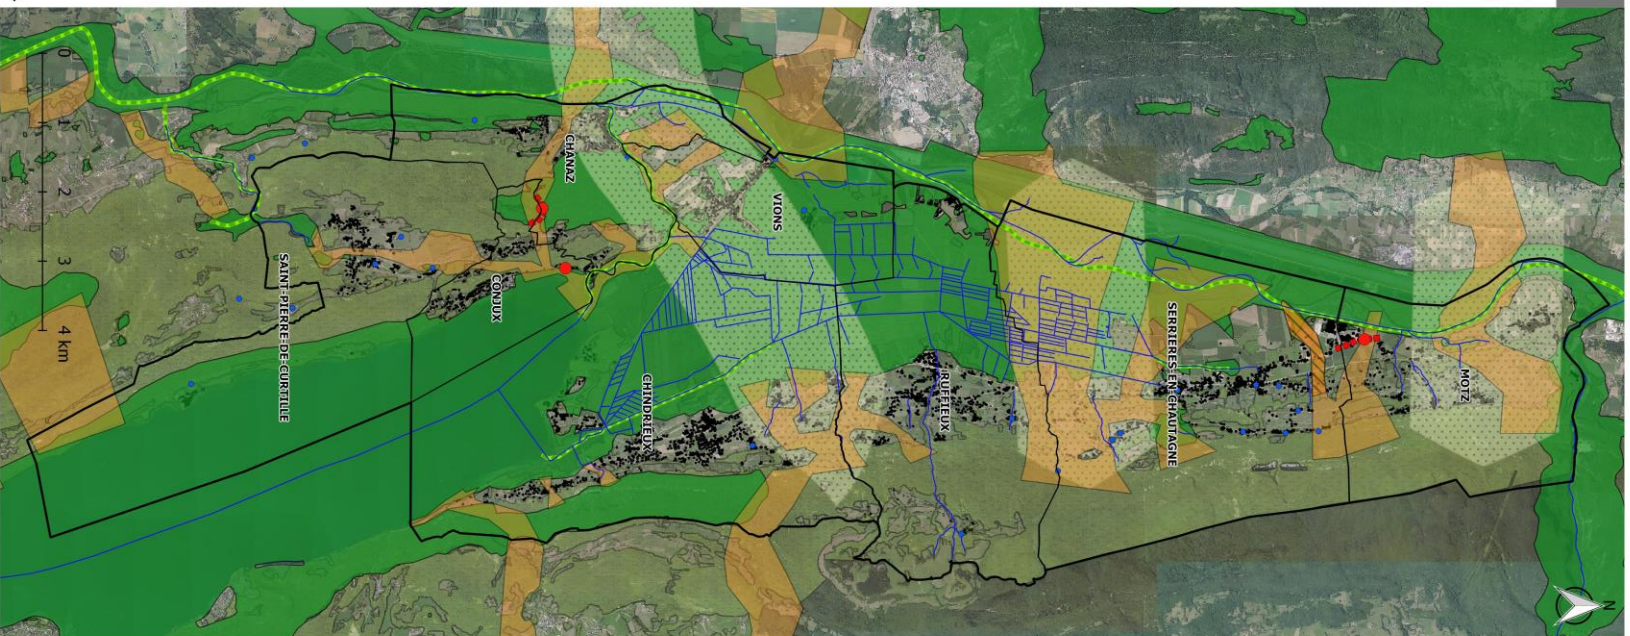 CHANAZ
VIONS
SAINT-PIERRE-DE-CURTILLE
CONJUX
CHINDRIEUX
RUFFIEUX
SERRIERES-EN-CHAUTAGNE
MOTZ
0
1
2
3
4 km
N